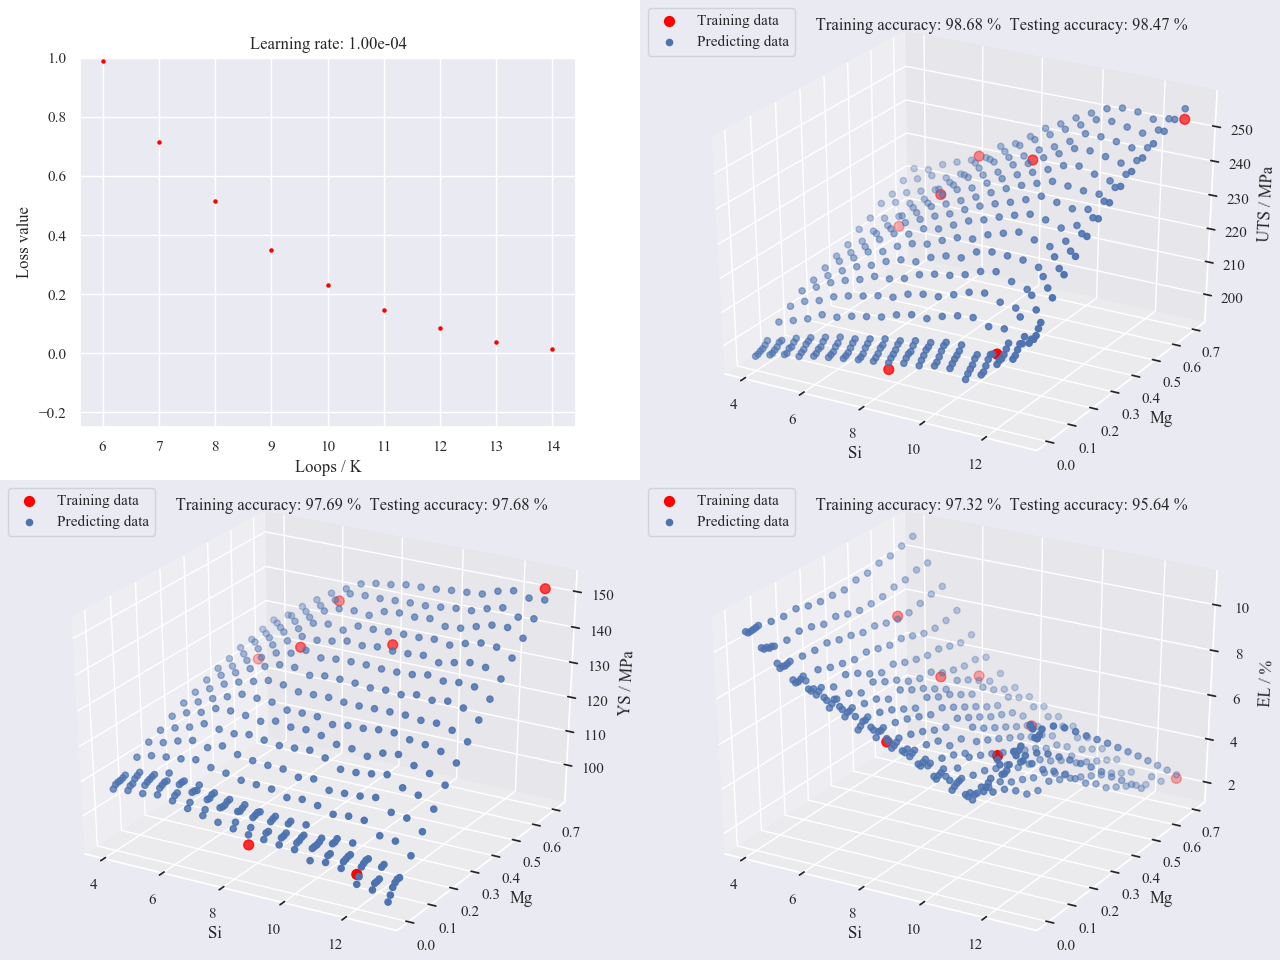 Learning rate: 1.00e-04
1.0
0.8
0.6
0.4
0.2
0.0
−0.2
Loss value
6 7 8 9 10 11 12 13 14
Loops / K
Training data
Predicting data
Training accuracy: 98.68 %  Testing accuracy: 98.47 %
250
240
230
220
210
200
UTS / MPa
0.7
0.6
0.5
0.4
0.3
0.2
0.1
0.0
Mg
4
6
8
10
12
Si
Training data
Predicting data
Training accuracy: 97.69 %  Testing accuracy: 97.68 %
150
140
130
120
110
100
YS / MPa
0.7
0.6
0.5
0.4
0.3
0.2
0.1
0.0
Mg
4
6
8
10
12
Si
Training data
Predicting data
Training accuracy: 97.32 %  Testing accuracy: 95.64 %
10
8
6
4
2
EL / %
0.7
0.6
0.5
0.4
0.3
0.2
0.1
0.0
Mg
4
6
8
10
12
Si